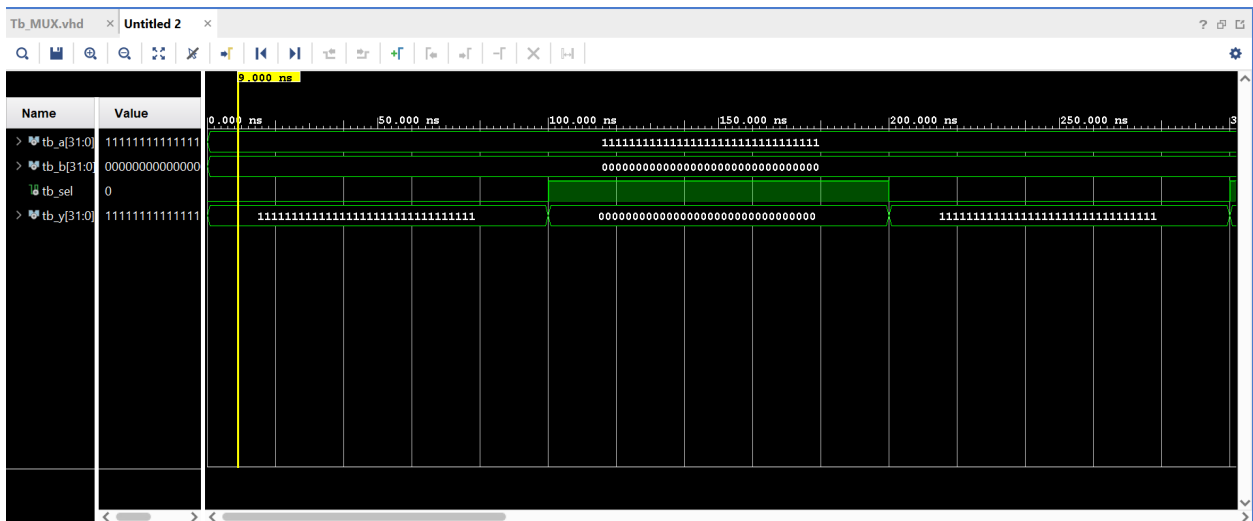 Tb_MUX.vhd × Untitled 2 ×
?
9.000 ns
Name Value
0.000 ns 50.000 ns 100.000 ns 150.000 ns 200.000 ns 250.000 ns 3
tb_a[31:0] 11111111111111 11111111111111111111111111111111
tb_b[31:0] 00000000000000 00000000000000000000000000000000
tb_sel 0
tb_y[31:0] 11111111111111 11111111111111111111111111111111 00000000000000000000000000000000 11111111111111111111111111111111